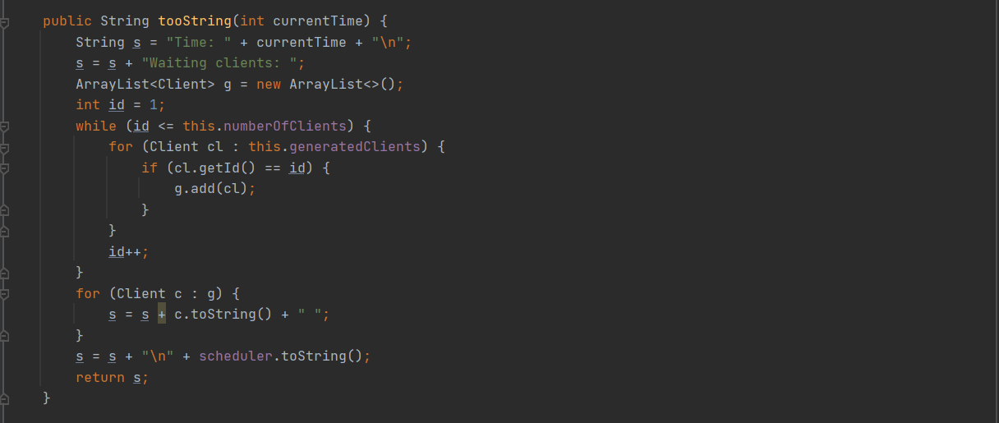 public String tooString(int currentTime) {
    String s = "Time: " + currentTime + "\n";
    s = s + "Waiting clients: ";
    ArrayList<Client> g = new ArrayList<>();
    int id = 1;
    while (id <= this.numberOfClients) {
        for (Client cl : this.generatedClients) {
            if (cl.getId() == id) {
                g.add(cl);
            }
        }
        id++;
    }
    for (Client c : g) {
        s = s + c.toString() + " ";
    }
    s = s + "\n" + scheduler.toString();
    return s;
}